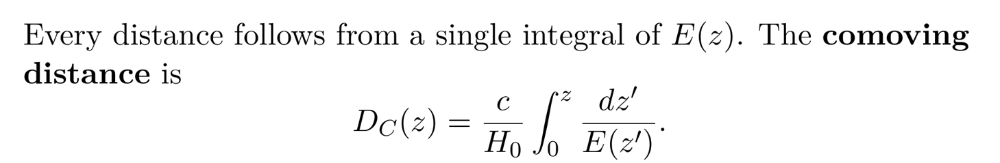 Every distance follows from a single integral of $E(z)$. The **comoving
distance** is
$$D_C(z) = \frac{c}{H_0} \int_0^z \frac{dz'}{E(z')}.$$